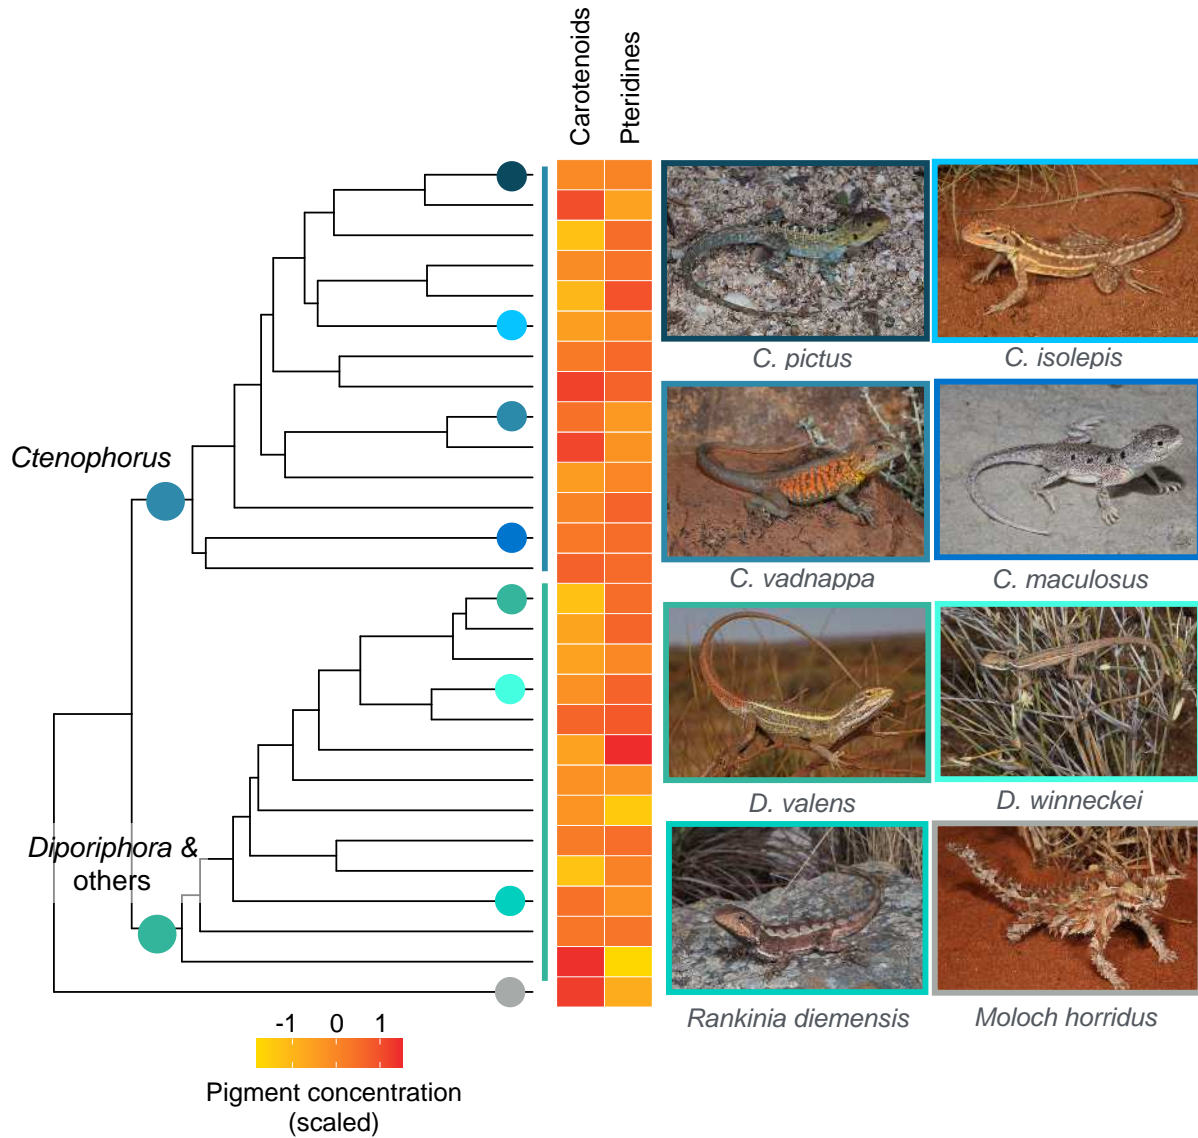 Carotenoids
Pteridines
Ctenophorus
C. pictus
C. isolepis
C. vadnappa
C. maculosus
D. valens
D. winneckei
Diporiphora &
others
Rankinia diemensis
Moloch horridus
-1 0 1
Pigment concentration
(scaled)